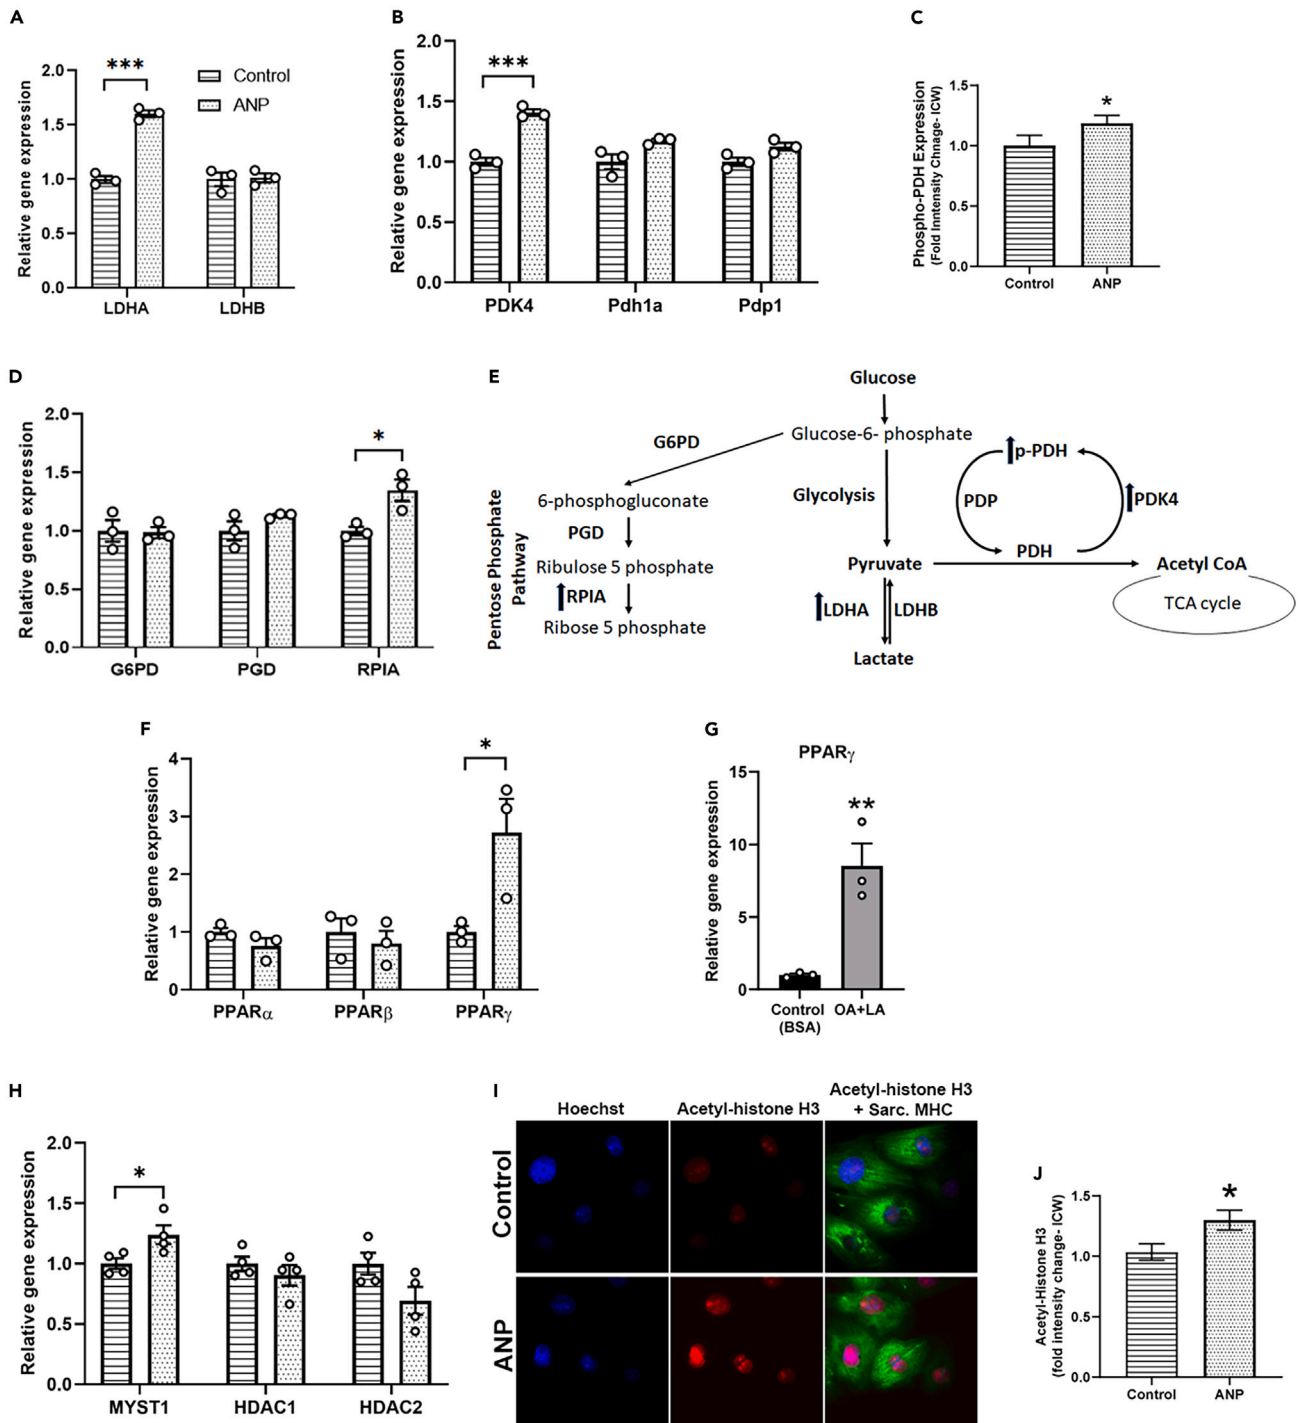 A
Relative gene expression
2.0
1.5
1.0
0.5
0.0
***
Control
ANP
LDHA
LDHB
B
Relative gene expression
2.0
1.5
1.0
0.5
0.0
***
PDK4
Pdh1a
Pdp1
C
Phospho-PDH Expression
(Fold Inntensity Chnage- ICW)
1.5
1.0
0.5
0.0
*
Control
ANP
D
Relative gene expression
2.0
1.5
1.0
0.5
0.0
*
G6PD
PGD
RPIA
E
Glucose
Glucose-6- phosphate
G6PD
6-phosphogluconate
PGD
Ribulose 5 phosphate
RPIA
Ribose 5 phosphate
Pentose Phosphate
Pathway
Glycolysis
Pyruvate
LDHA
LDHB
Lactate
p-PDH
PDP
PDK4
PDH
Acetyl CoA
TCA cycle
F
Relative gene expression
4
3
2
1
0
*
PPARα
PPARβ
PPARγ
G
PPARγ
Relative gene expression
15
10
5
0
**
Control
(BSA)
OA+LA
H
Relative gene expression
2.0
1.5
1.0
0.5
0.0
*
MYST1
HDAC1
HDAC2
I
Hoechst
Acetyl-histone H3
Acetyl-histone H3
+ Sarc. MHC
Control
ANP
J
Acetyl-Histone H3
(fold intensity change- ICW)
1.5
1.0
0.5
0.0
*
Control
ANP